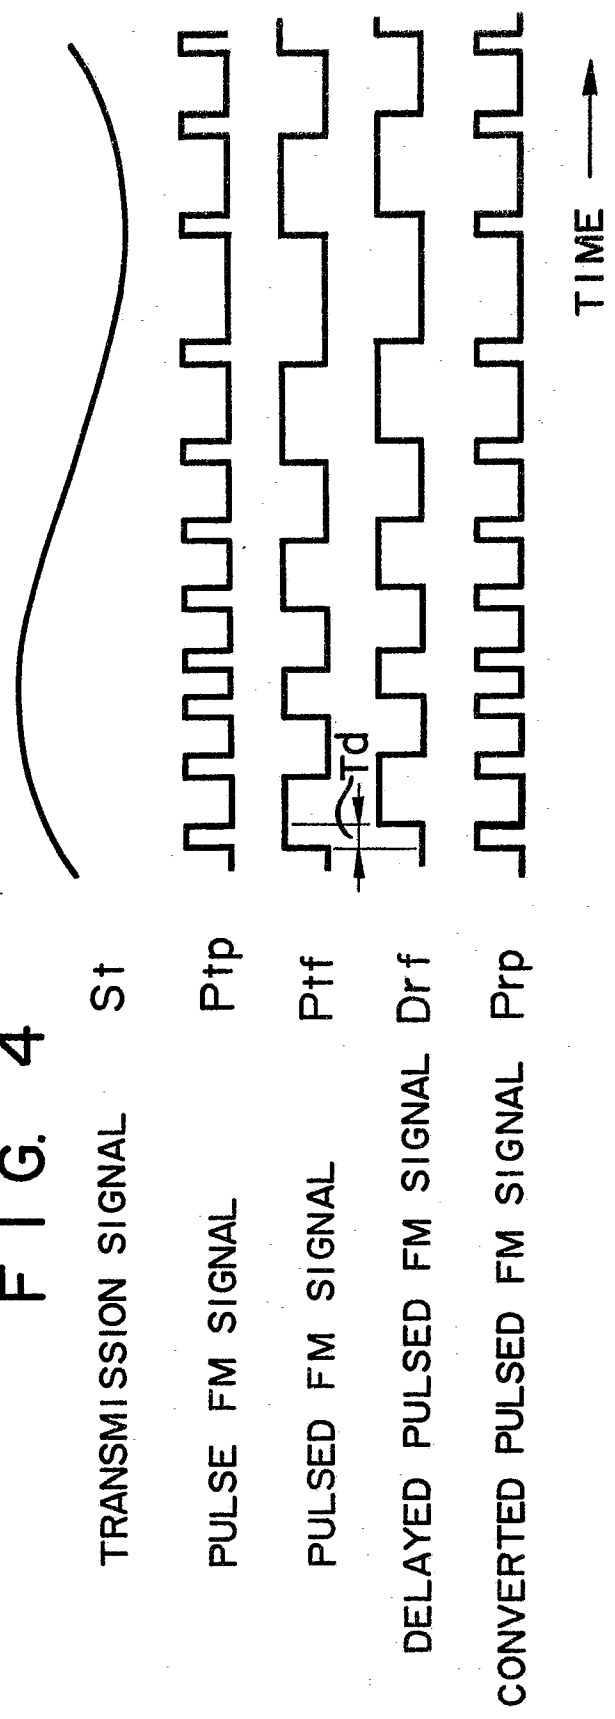 FIG. 4
TRANSMISSION SIGNAL St
PULSE FM SIGNAL Ptp
PULSED FM SIGNAL Ptf
Td
DELAYED PULSED FM SIGNAL Drf
CONVERTED PULSED FM SIGNAL Prp
TIME